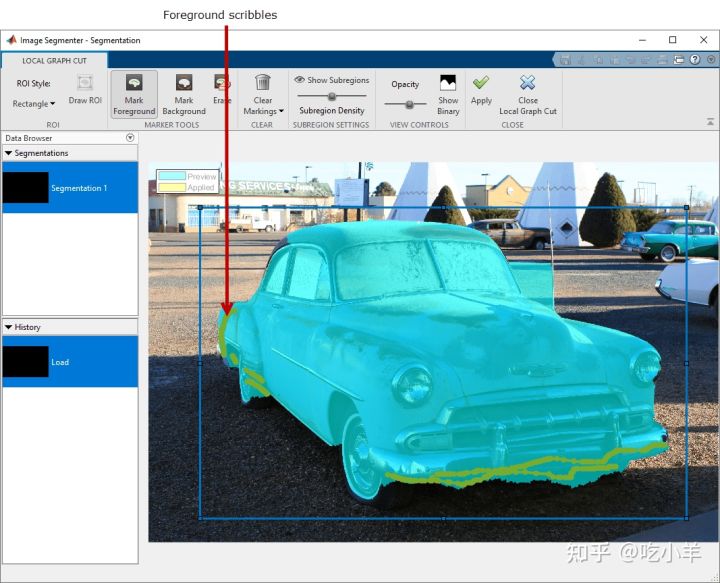 Foreground scribbles
Image Segmenter - Segmentation
LOCAL GRAPH CUT
ROI Style:
Rectangle
Draw ROI
Mark
Foreground
Mark
Background
Erase
Clear
Markings
Show Subregions
Subregion Density
Opacity
Show
Binary
Apply
Close
Local Graph Cut
ROI
MARKER TOOLS
CLEAR
SUBREGION SETTINGS
VIEW CONTROLS
CLOSE
Data Browser
Segmentations
Segmentation 1
History
Load
Preview
Applied
SERVICES
知乎 @吃小羊